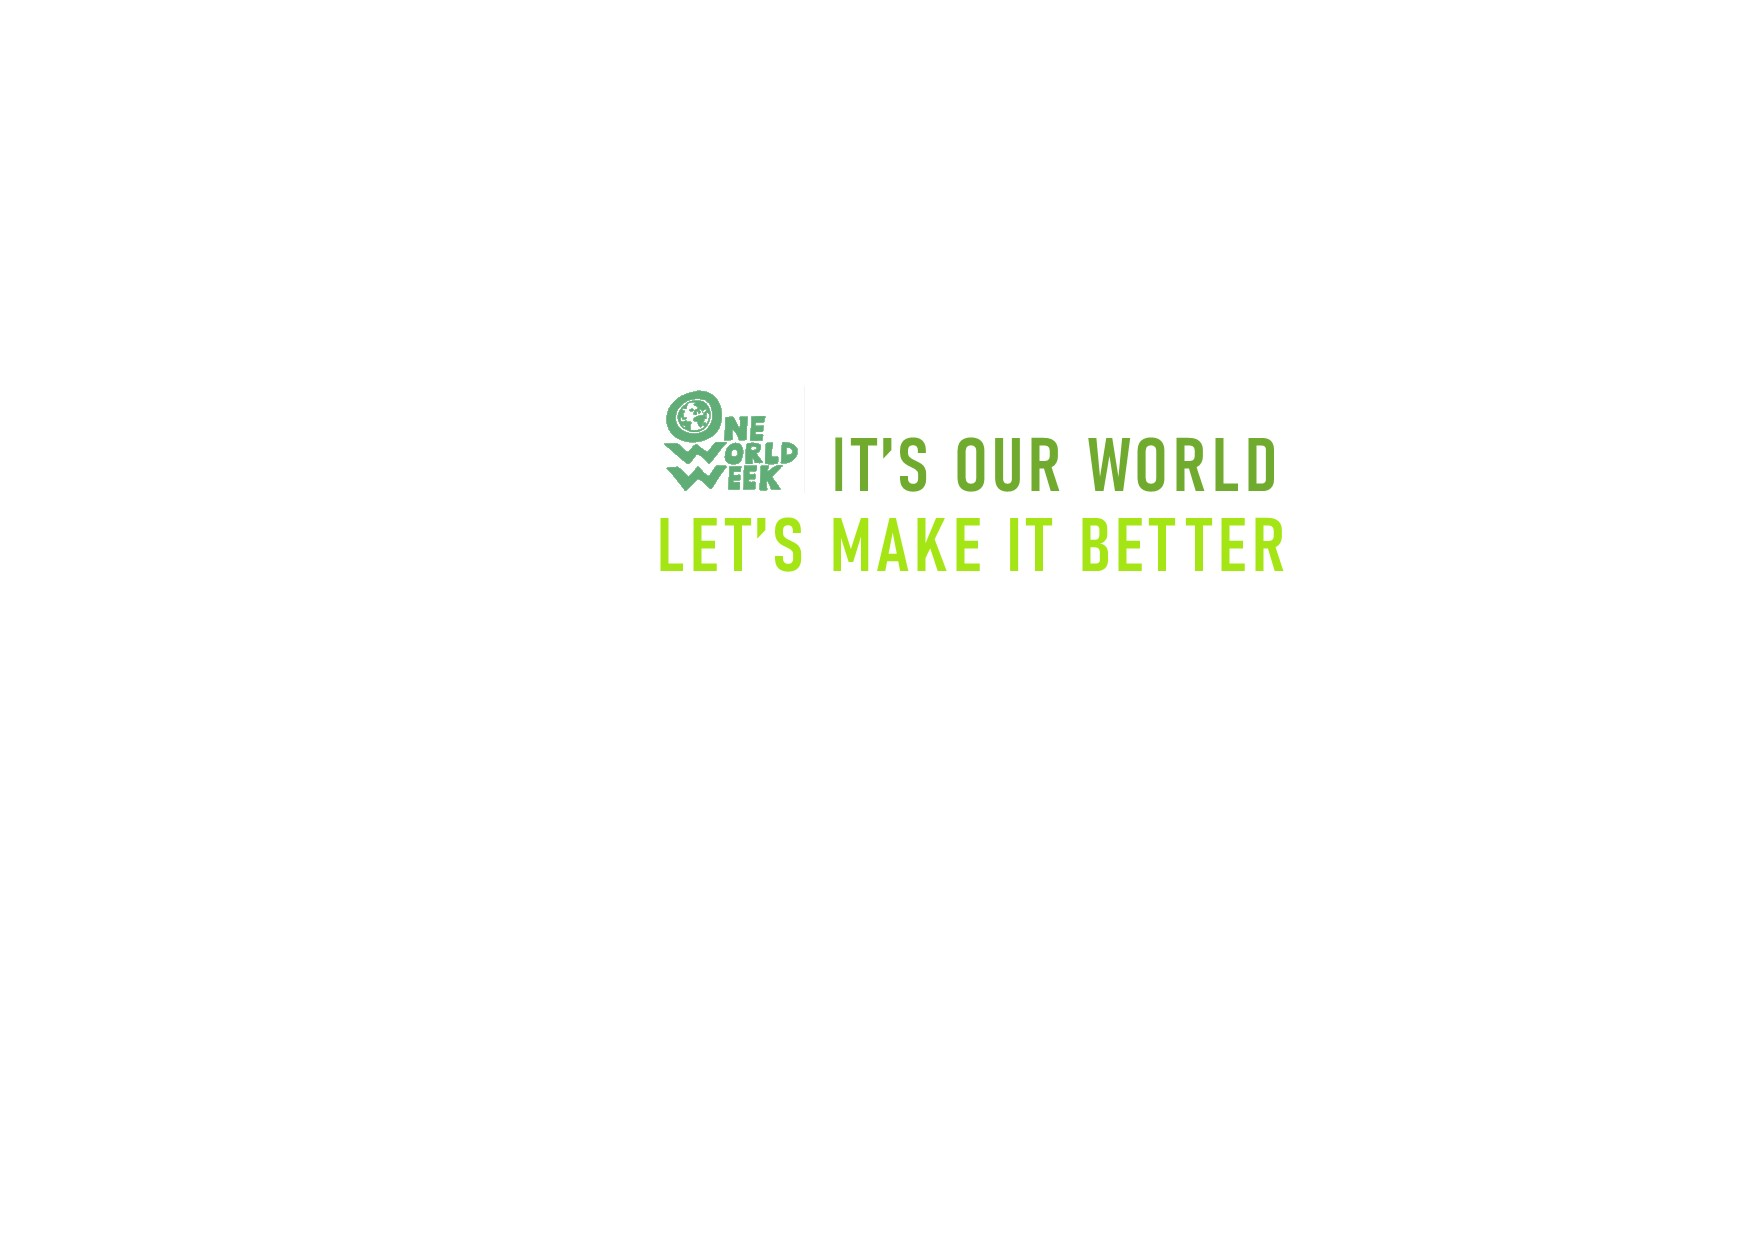 ONE
WORLD
WEEK
IT'S OUR WORLD
LET'S MAKE IT BETTER